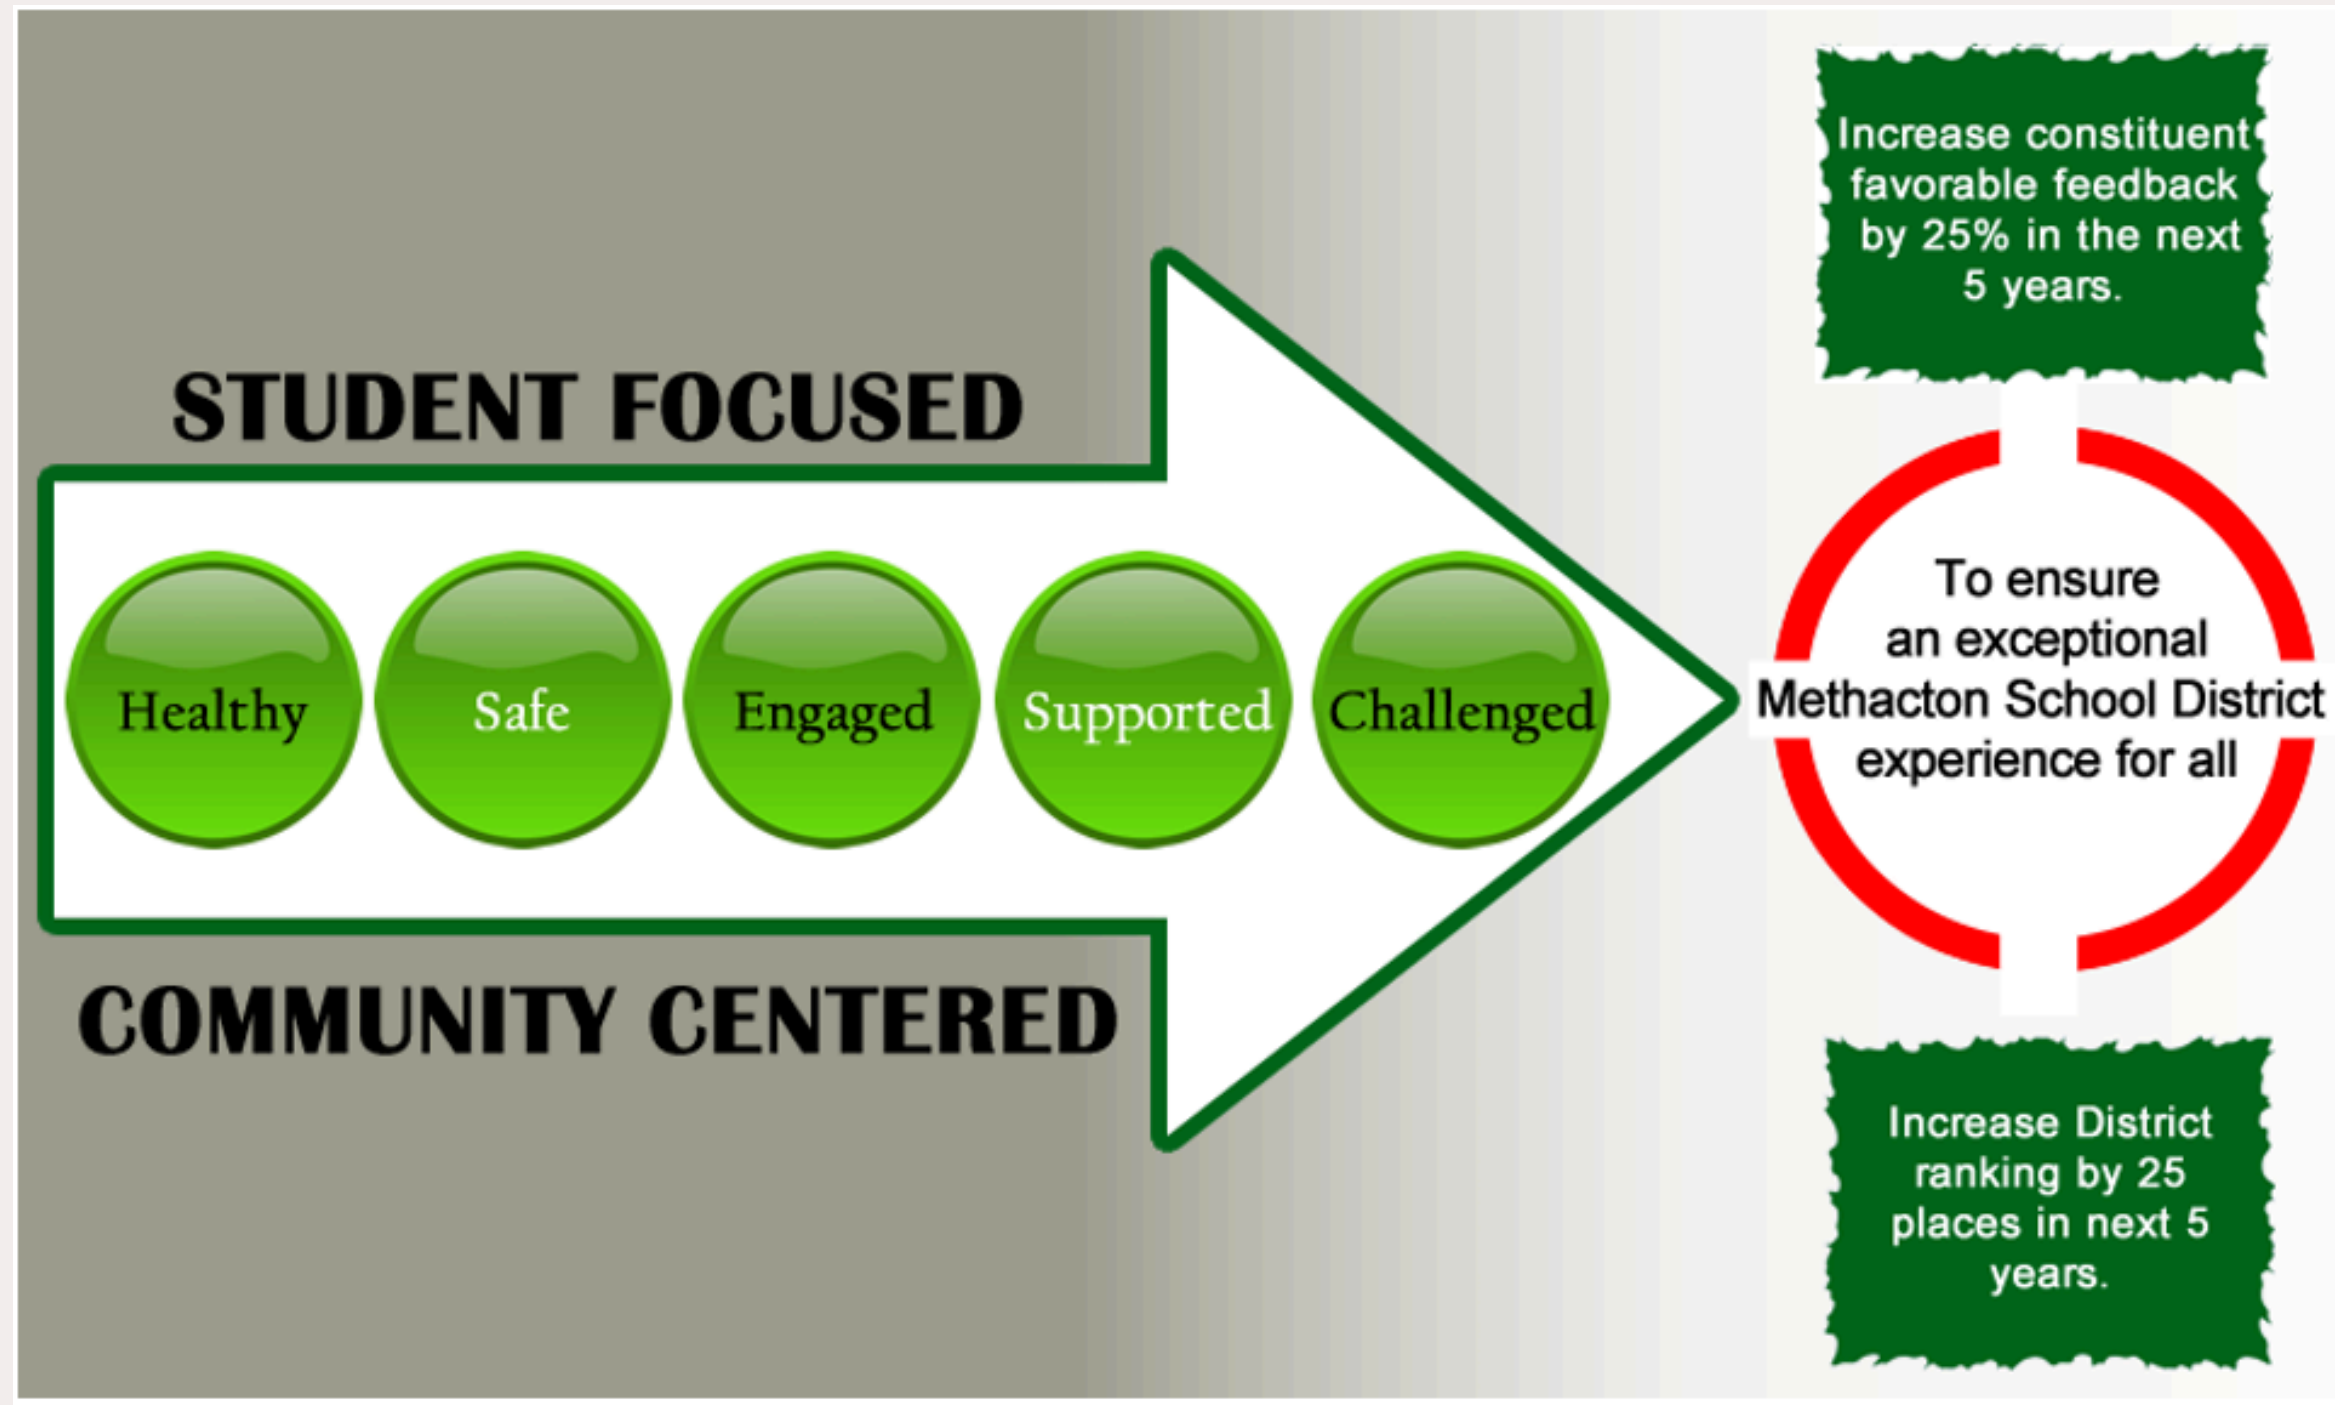 STUDENT FOCUSED
Healthy
Safe
Engaged
Supported
Challenged
COMMUNITY CENTERED
Increase constituent
favorable feedback
by 25% in the next
5 years.
To ensure
an exceptional
Methacton School District
experience for all
Increase District
ranking by 25
places in next 5
years.